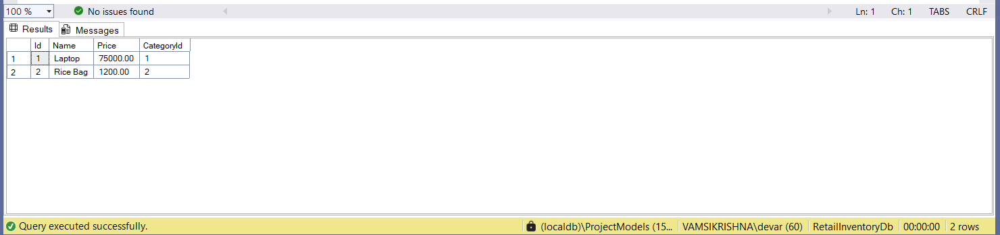 100 % No issues found Ln: 1 Ch: 1 TABS CRLF
Results Messages
Id Name Price CategoryId
1 1 Laptop 75000.00 1
2 2 Rice Bag 1200.00 2
Query executed successfully. (localdb)\ProjectModels (15... VAMSIKRISHNA\devar (60) RetailInventoryDb 00:00:00 2 rows